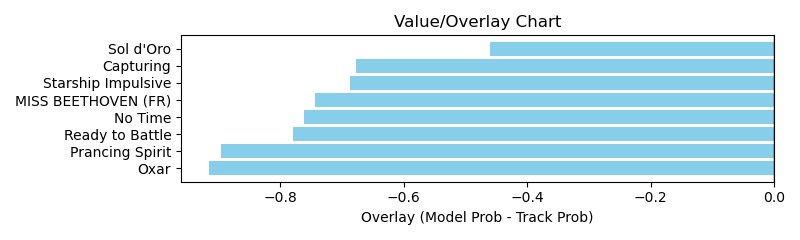 Value/Overlay Chart
Sol d'Oro
Capturing
Starship Impulsive
MISS BEETHOVEN (FR)
No Time
Ready to Battle
Prancing Spirit
Oxar
−0.8 −0.6 −0.4 −0.2 0.0
Overlay (Model Prob - Track Prob)